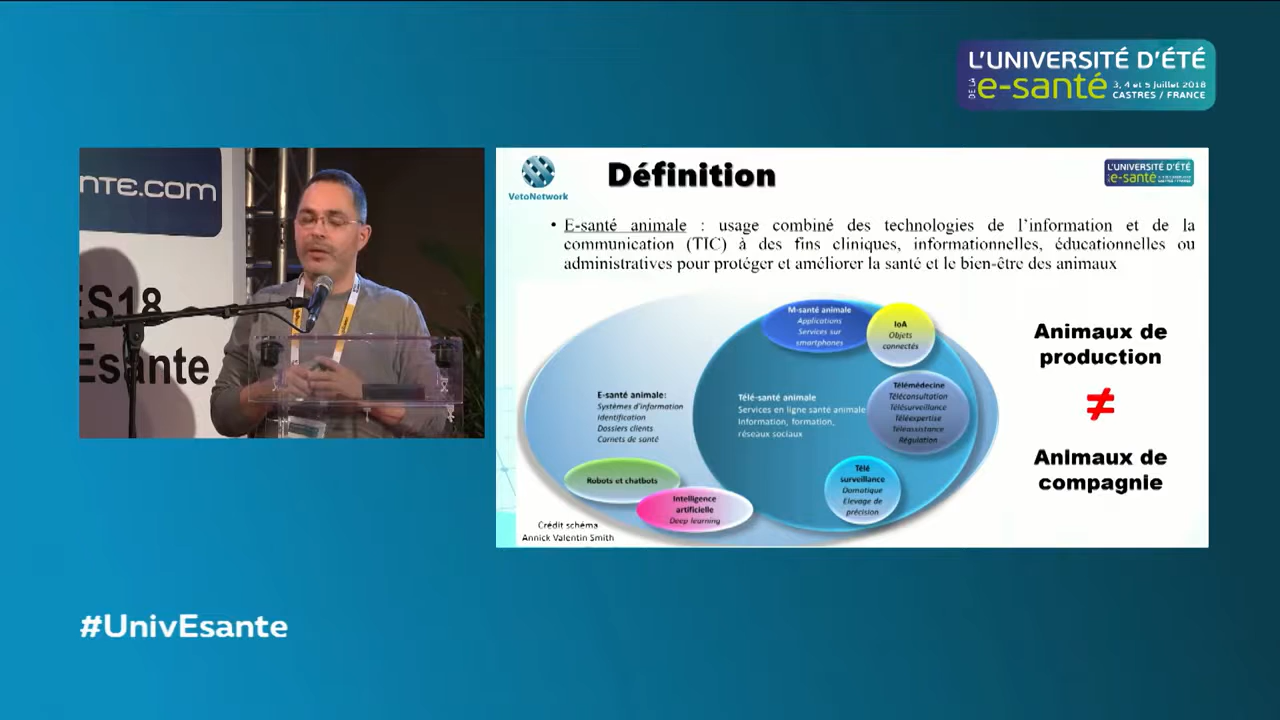 L'UNIVERSITÉ D'ÉTÉ
DE LA e-santé
3, 4 et 5 juillet 2018
CASTRES / FRANCE
NTE.com
ES18
Esante
VetoNetwork
Définition
L'UNIVERSITÉ D'ÉTÉ
e-santé
• E-santé animale : usage combiné des technologies de l'information et de la
communication (TIC) à des fins cliniques, informationnelles, éducationnelles ou
administratives pour protéger et améliorer la santé et le bien-être des animaux
M-santé animale
Applications
Services sur
smartphones
IoA
Objets
connectés
E-santé animale:
Systèmes d'information
Identification
Dossiers clients
Carnets de santé
Télé-santé animale
Services en ligne santé animale
Information, formation,
réseaux sociaux
Télémédecine
Téléconsultation
Télésurveillance
Téléexpertise
Téléassistance
Régulation
Télé
surveillance
Domotique
Elevage de
précision
Robots et chatbots
Intelligence
artificielle
Deep learning
Crédit schéma
Annick Valentin Smith
Animaux de
production
≠
Animaux de
compagnie
#UnivEsante